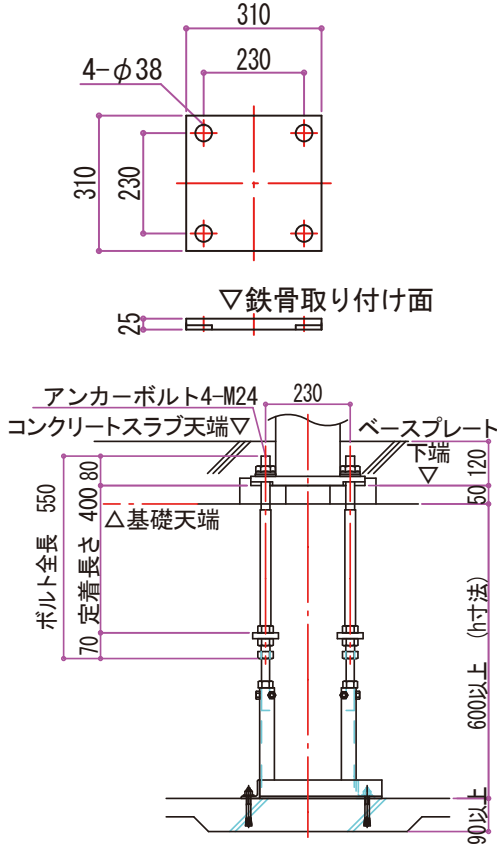 310
4-φ38
230
310
230
▽鉄骨取り付け面
25
アンカーボルト4-M24
230
コンクリートスラブ天端▽
ベースプレート
下端
▽
120
50
ボルト全長 550
80
定着長さ 400
70
△基礎天端
600以上 (h寸法)
90以上